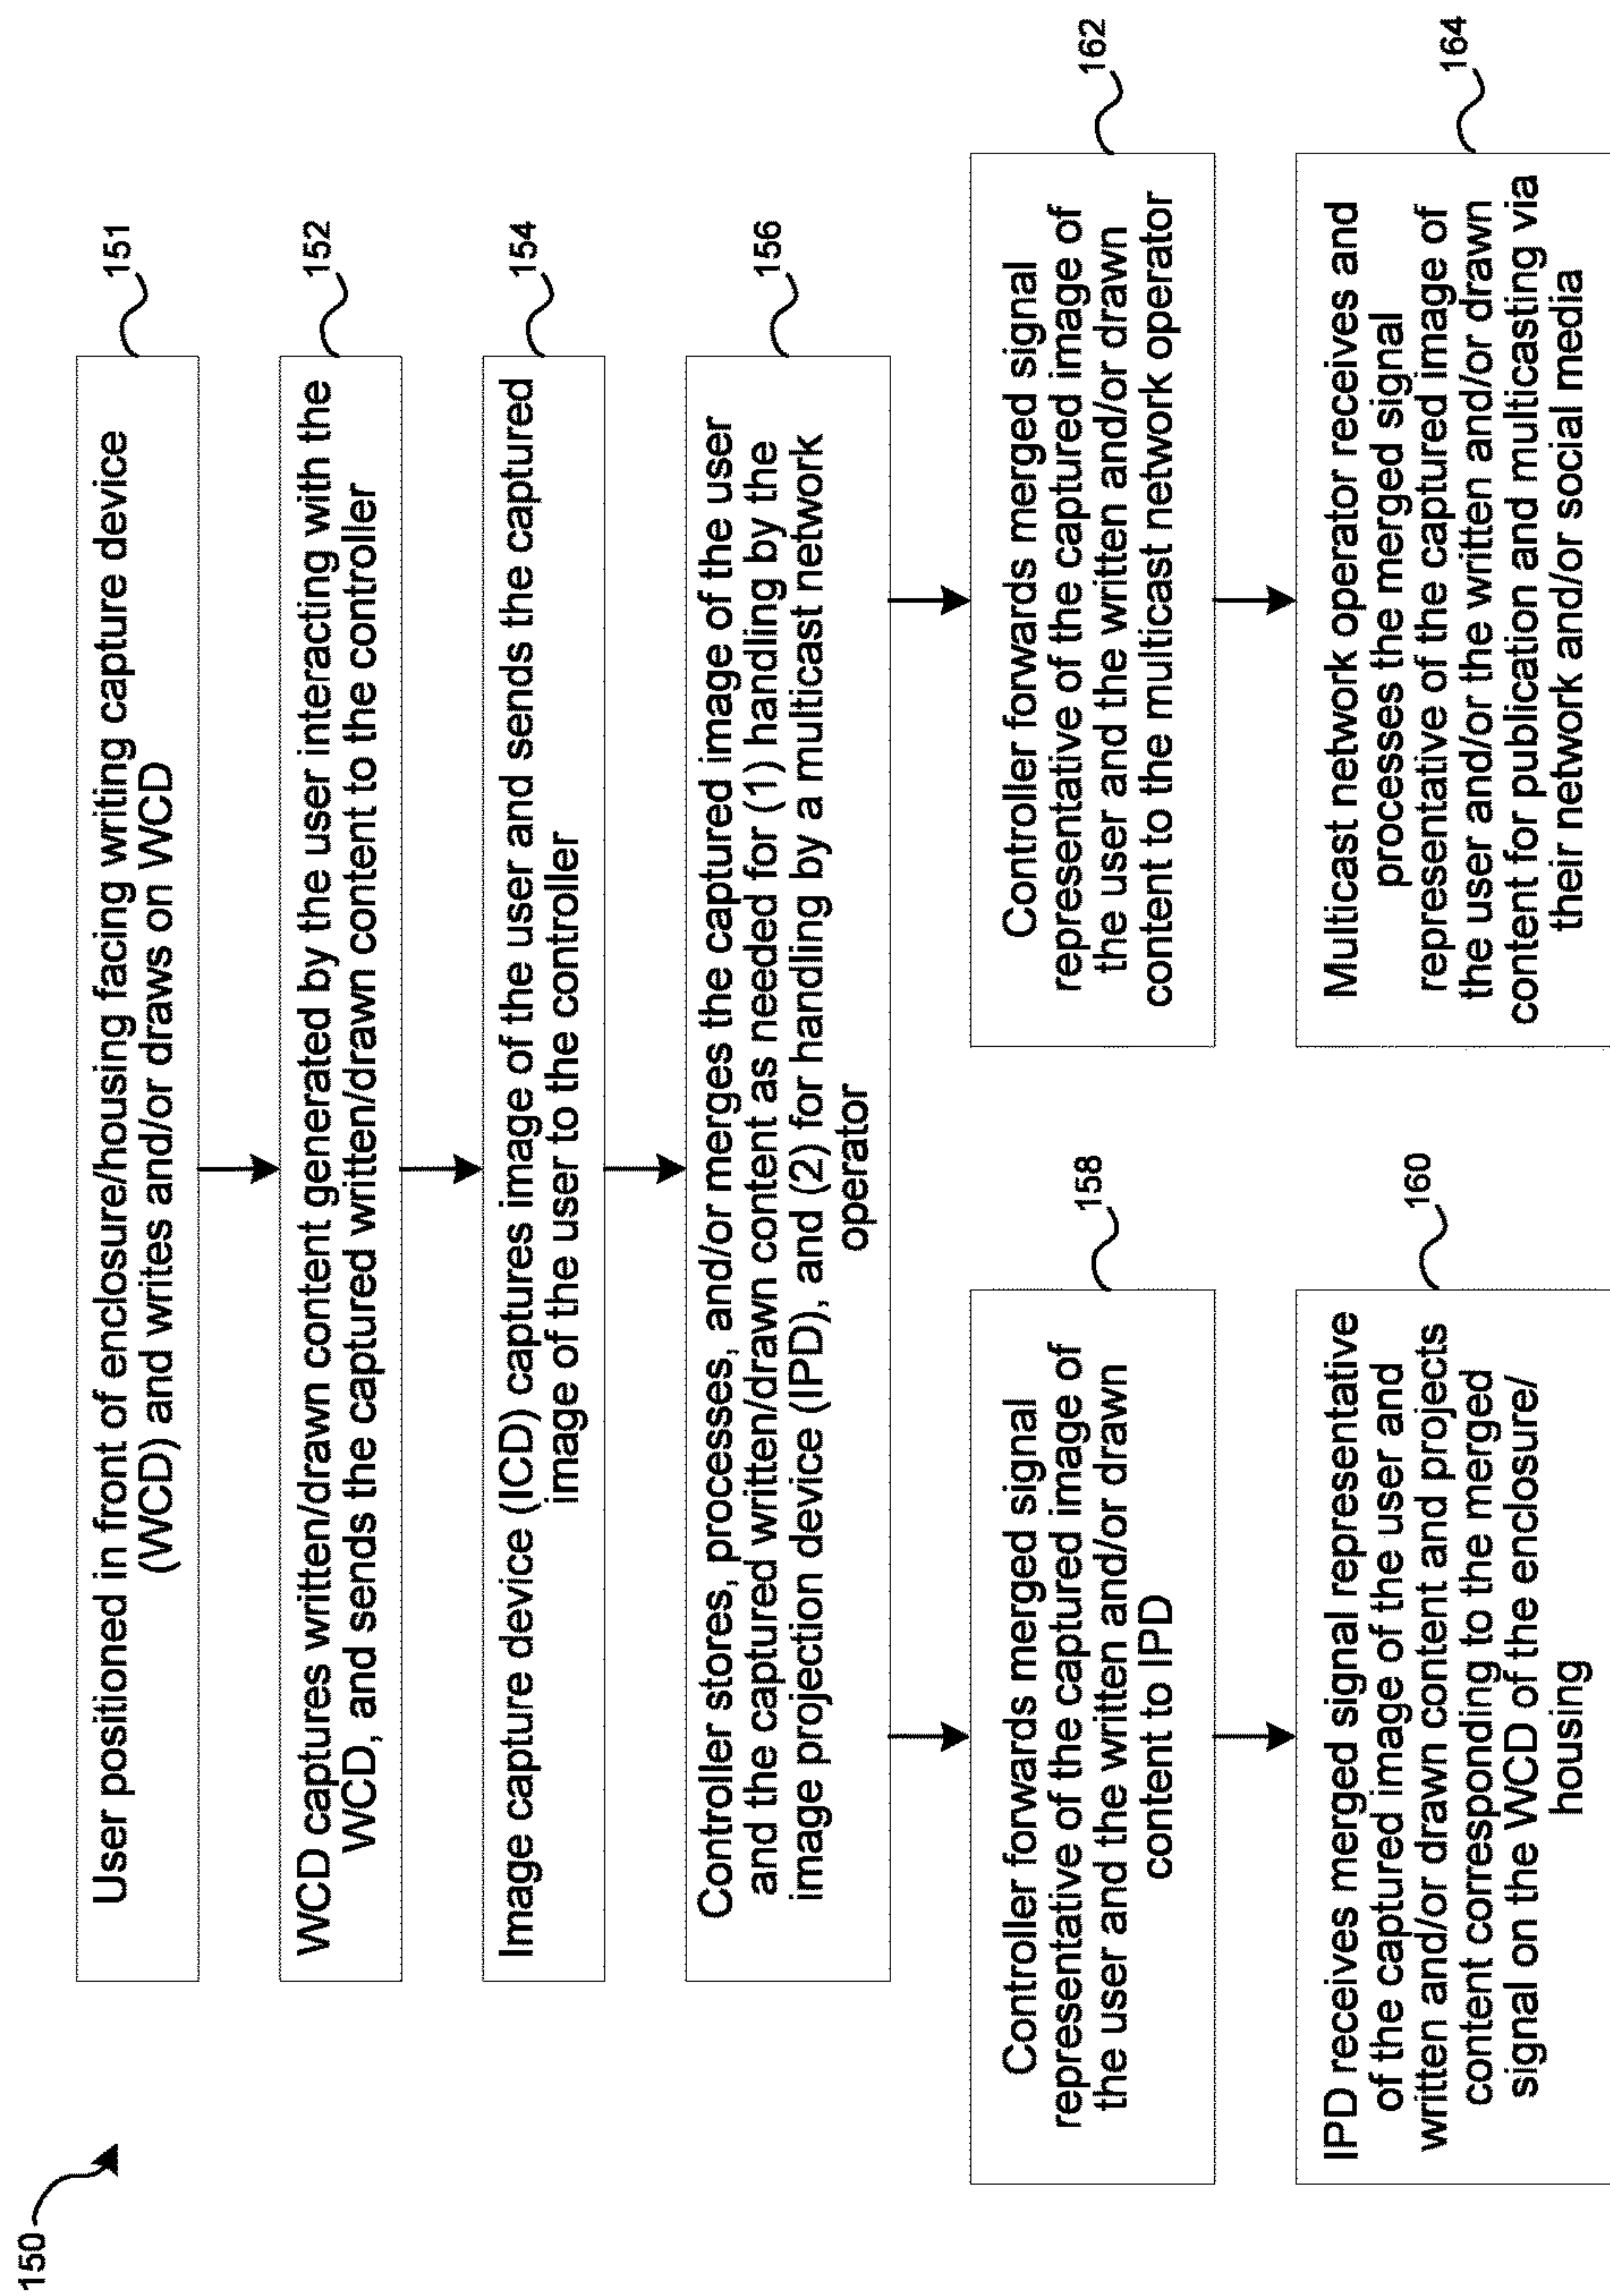 150
User positioned in front of enclosure/housing facing writing capture device
(WCD) and writes and/or draws on WCD
151
WCD captures written/drawn content generated by the user interacting with the
WCD, and sends the captured written/drawn content to the controller
152
Image capture device (ICD) captures image of the user and sends the captured
image of the user to the controller
154
Controller stores, processes, and/or merges the captured image of the user
and the captured written/drawn content as needed for (1) handling by the
image projection device (IPD), and (2) for handling by a multicast network
operator
156
Controller forwards merged signal
representative of the captured image of
the user and the written and/or drawn
content to IPD
158
IPD receives merged signal representative
of the captured image of the user and
written and/or drawn content and projects
content corresponding to the merged
signal on the WCD of the enclosure/
housing
160
Controller forwards merged signal
representative of the captured image of
the user and the written and/or drawn
content to the multicast network operator
162
Multicast network operator receives and
processes the merged signal
representative of the captured image of
the user and/or the written and/or drawn
content for publication and multicasting via
their network and/or social media
164